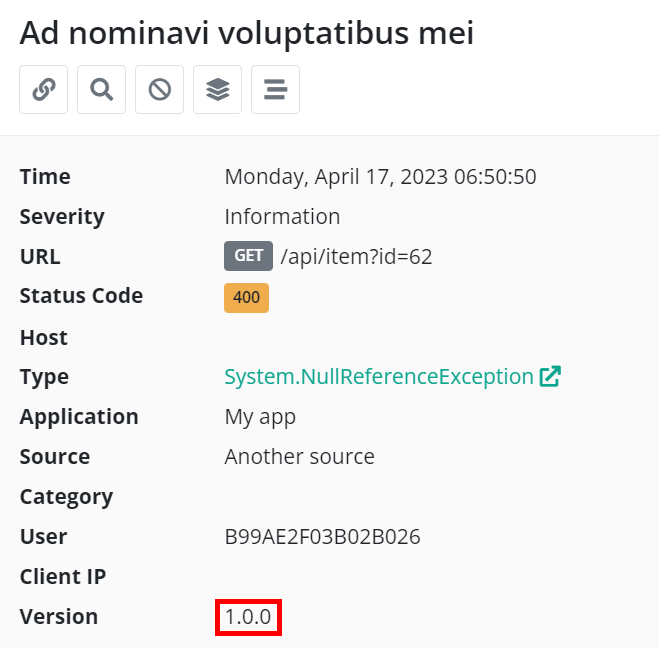 Ad nominavi voluptatibus mei
Time Monday, April 17, 2023 06:50:50
Severity Information
URL GET /api/item?id=62
Status Code 400
Host
Type System.NullReferenceException
Application My app
Source Another source
Category
User B99AE2F03B02B026
Client IP
Version 1.0.0